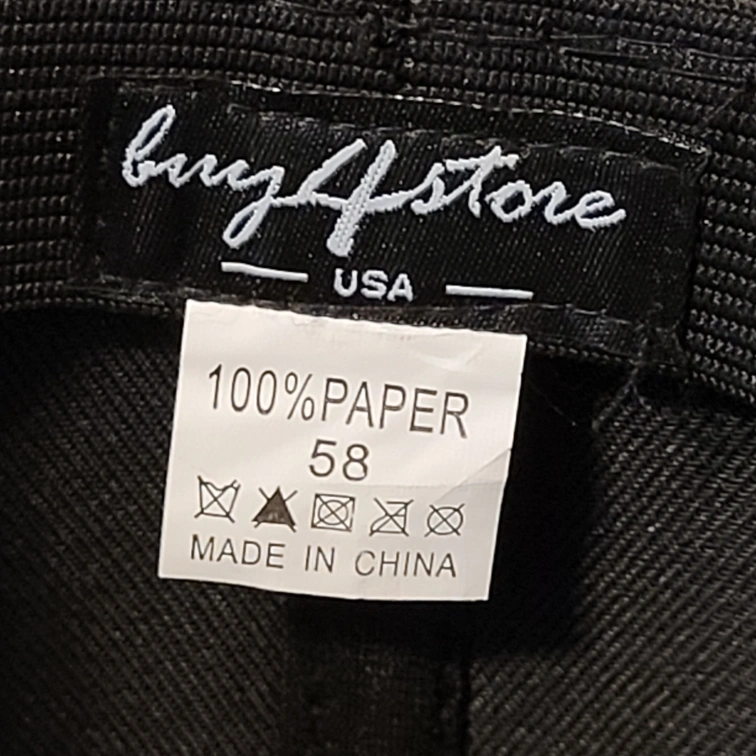 buy4store
USA
100%PAPER
58
MADE IN CHINA